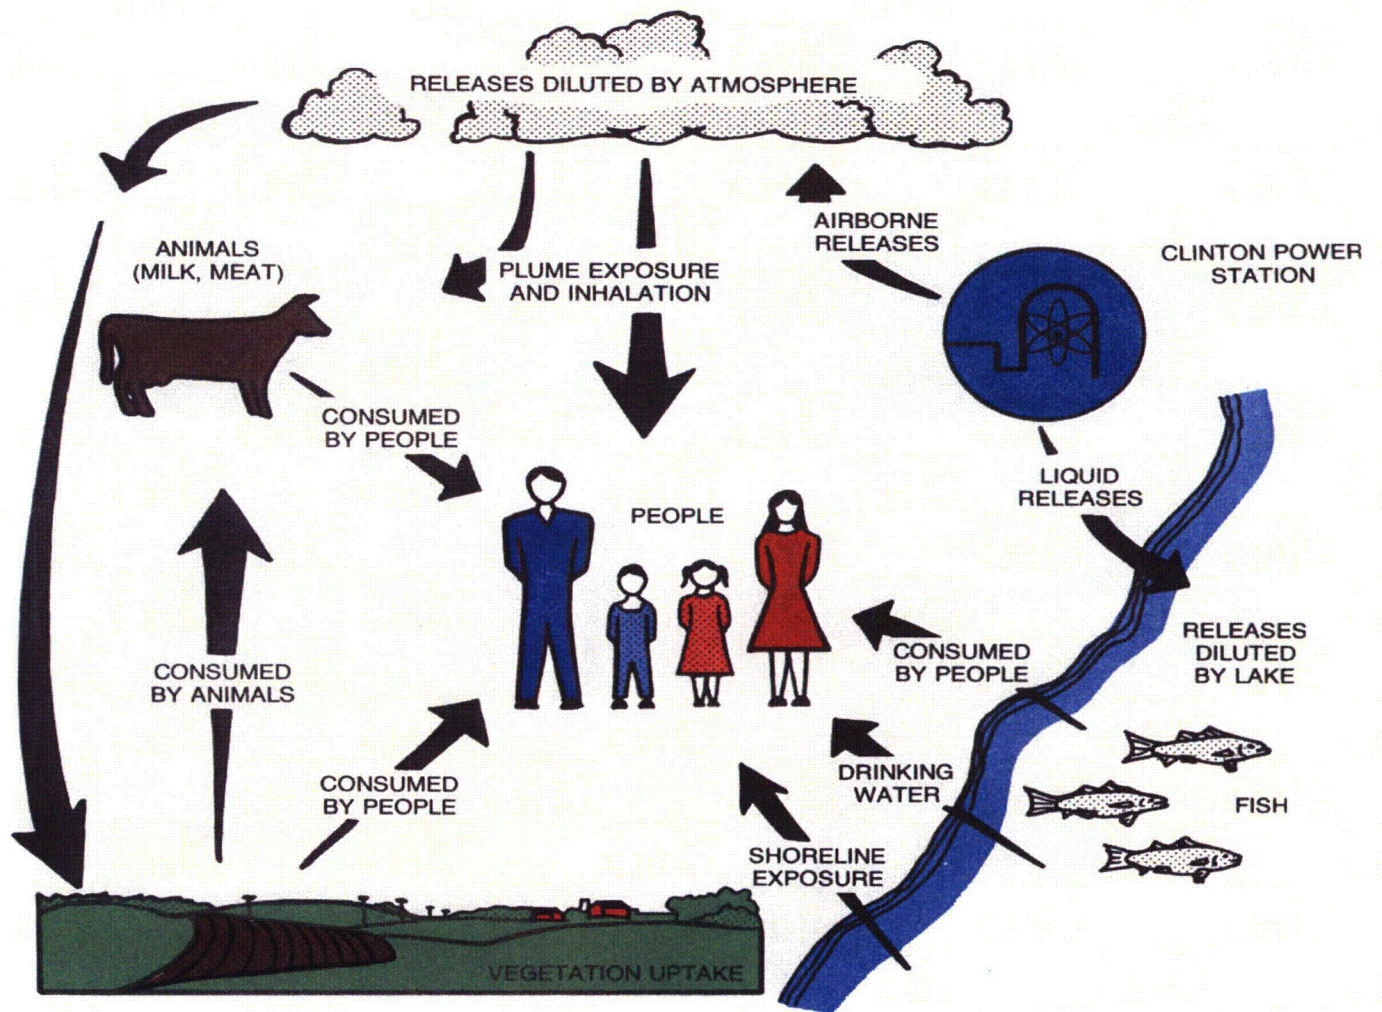 RELEASES DILUTED BY ATMOSPHERE
AIRBORNE
RELEASES
CLINTON POWER
STATION
ANIMALS
(MILK, MEAT)
PLUME EXPOSURE
AND INHALATION
CONSUMED
BY PEOPLE
LIQUID
RELEASES
PEOPLE
RELEASES
DILUTED
BY LAKE
CONSUMED
BY PEOPLE
CONSUMED
BY ANIMALS
CONSUMED
BY PEOPLE
DRINKING
WATER
FISH
SHORELINE
EXPOSURE
VEGETATION UPTAKE